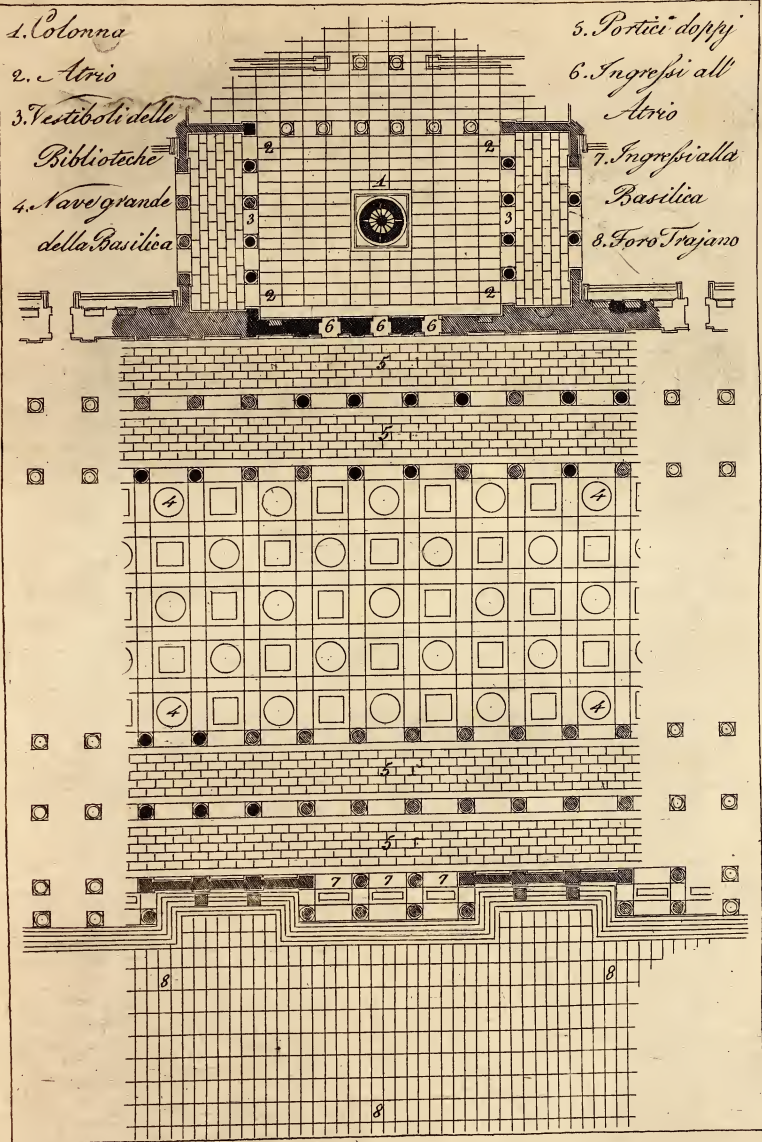 1. Colonna
2. Atrio
3. Vestiboli delle
Biblioteche
4. Nave grande
della Basilica
5. Portici doppj
6. Ingressi all'
Atrio
7. Ingressi alla
Basilica
8. Foro Trajano
2 2
1
3 3
2 2
6 6 6
5
5
4 4
4 4
5
5
7 7 7
8 8
8